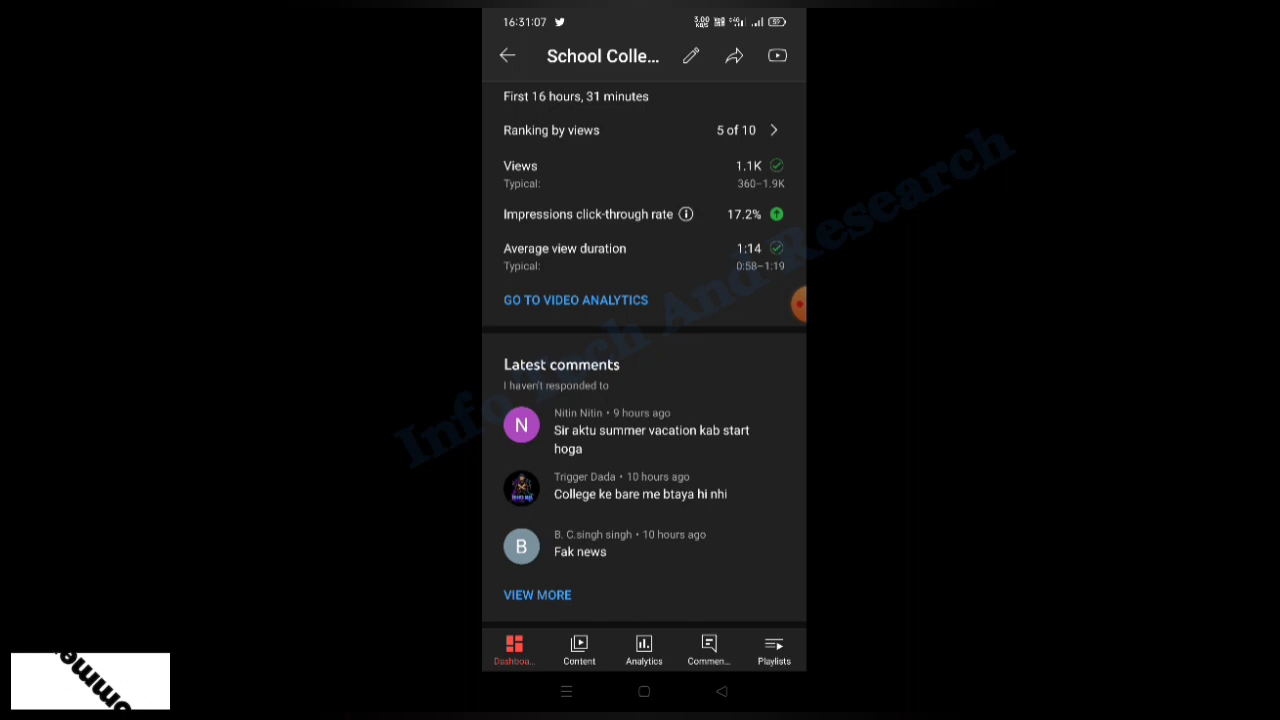 16:31:07
School Colle...
First 16 hours, 31 minutes
Ranking by views 5 of 10
Views 1.1K
Typical: 360–1.9K
Impressions click-through rate 17.2%
Average view duration 1:14
Typical: 0:58–1:19
GO TO VIDEO ANALYTICS
Info Tech And Research
Latest comments
I haven't responded to
N
Nitin Nitin • 9 hours ago
Sir aktu summer vacation kab start
hoga
Trigger Dada • 10 hours ago
College ke bare me btaya hi nhi
B
B. C.singh singh • 10 hours ago
Fak news
VIEW MORE
Dashboa... Content Analytics Commen... Playlists